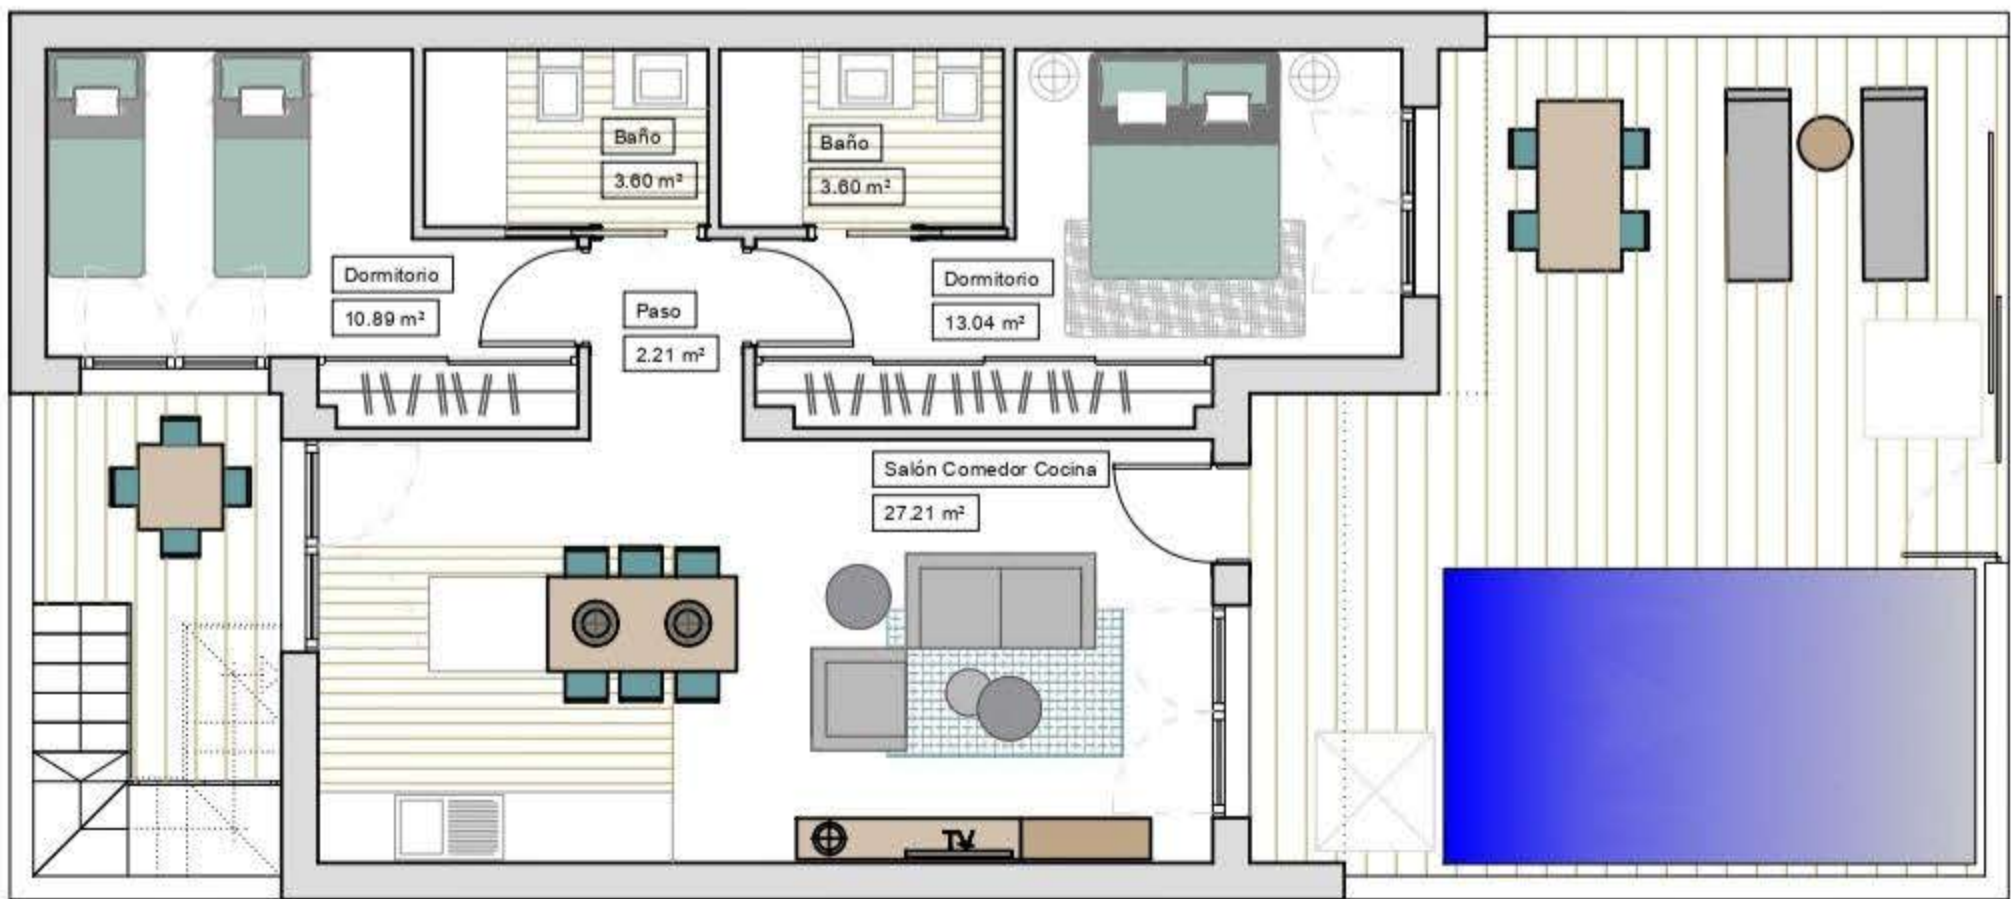 Baño
3.60 m²
Baño
3.60 m²
Dormitorio
10.89 m²
Paso
2.21 m²
Dormitorio
13.04 m²
Salón Comedor Cocina
27.21 m²
TV